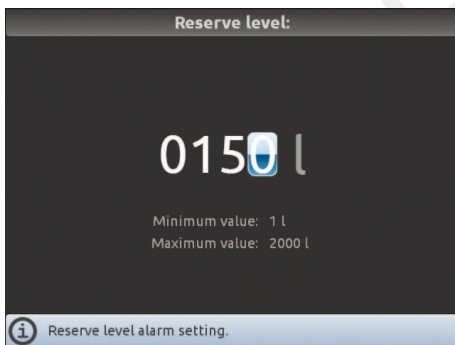 Reserve level:
0150 l
Minimum value: 1 l
Maximum value: 2000 l
Reserve level alarm setting.